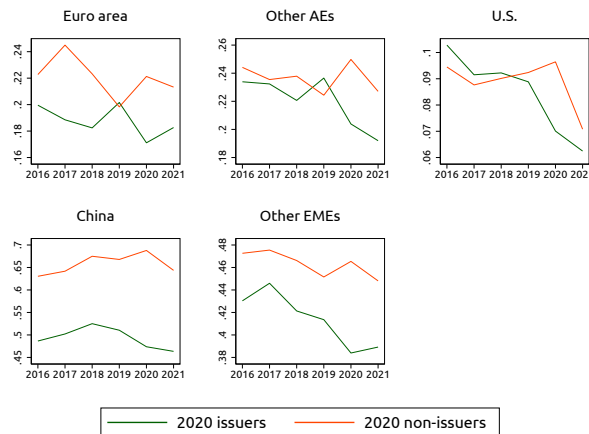 Euro area
Other AEs
U.S.
.24
.22
.2
.18
.16
2016 2017 2018 2019 2020 2021
.26
.24
.22
.2
.18
2016 2017 2018 2019 2020 2021
.1
.09
.08
.07
.06
2016 2017 2018 2019 2020 202
China
Other EMEs
.7
.65
.6
.55
.5
.45
2016 2017 2018 2019 2020 2021
.48
.46
.44
.42
.4
.38
2016 2017 2018 2019 2020 2021
2020 issuers
2020 non-issuers